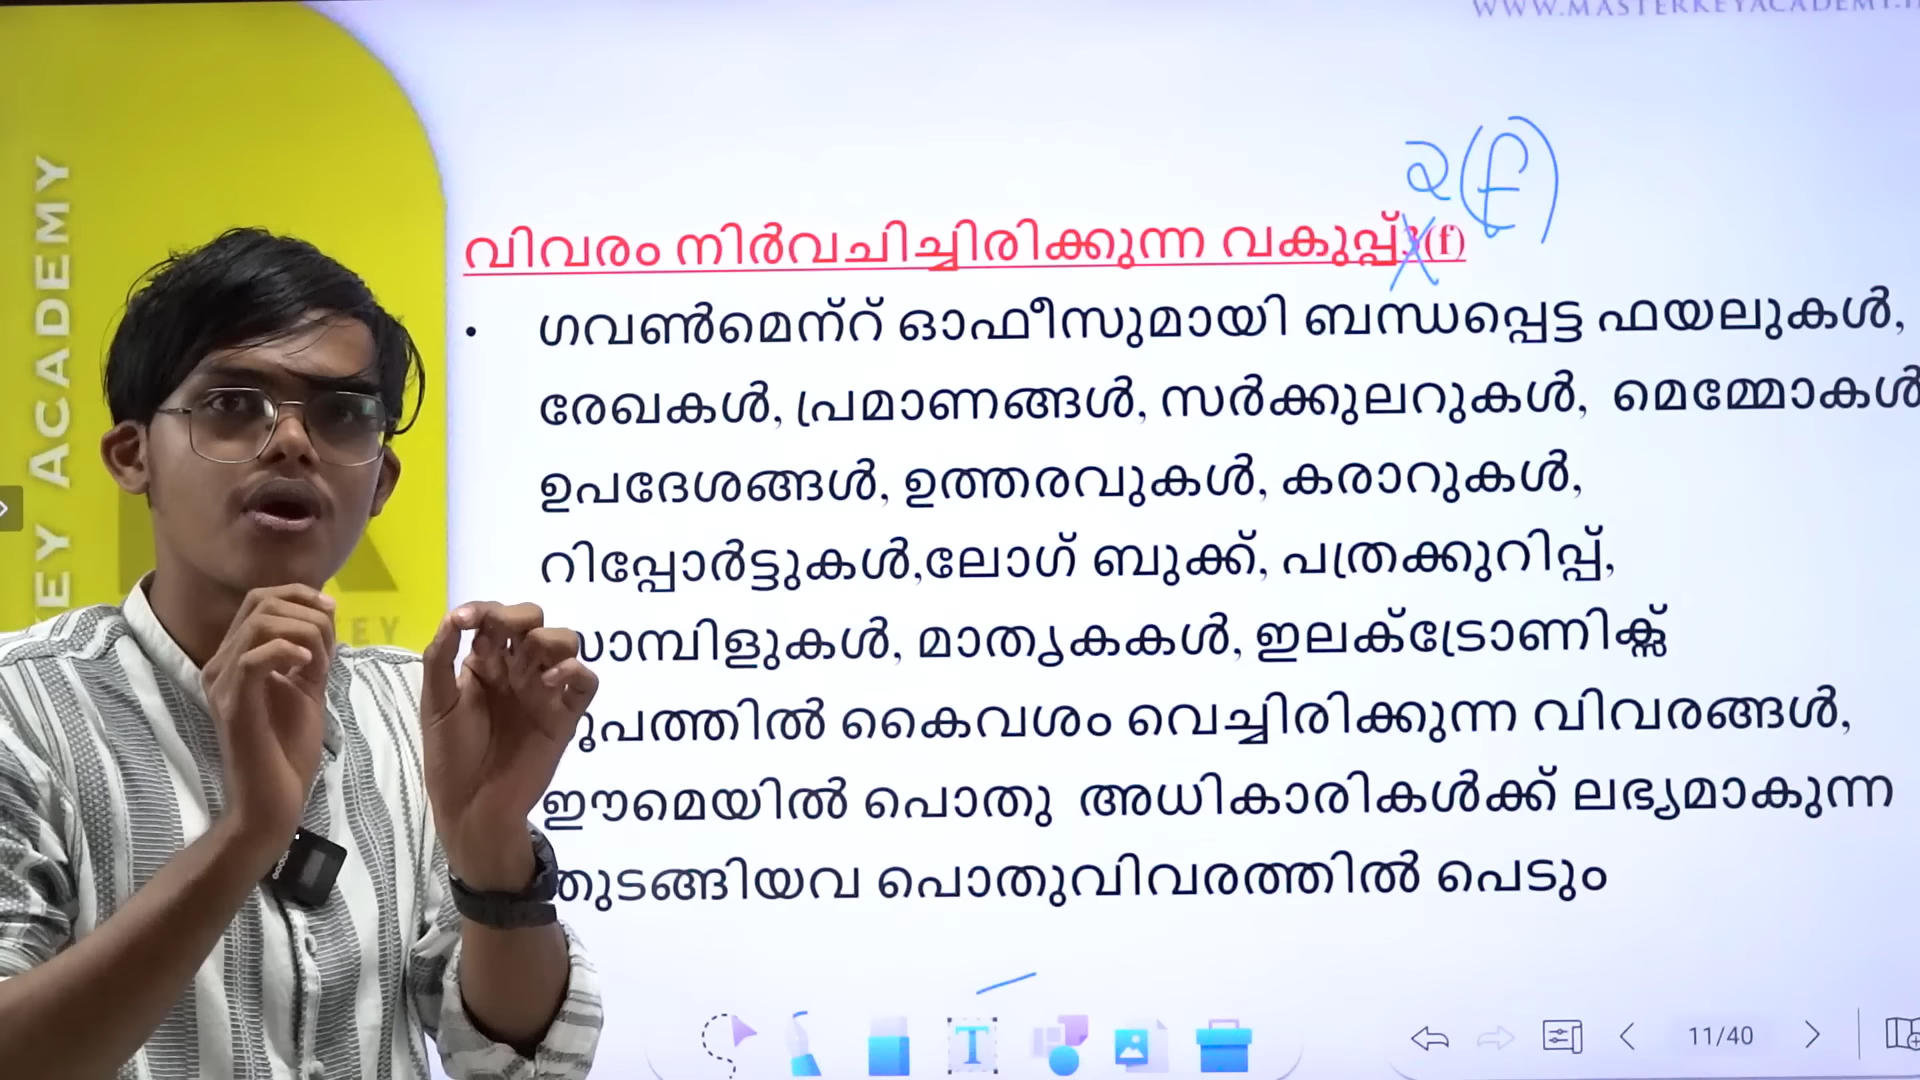 WWW.MASTERKEYACADEMY.
EY ACADEMY
KEY
2(f)
വിവരം നിർവചിച്ചിരിക്കുന്ന വകുപ്പ് (f)
• ഗവൺമെന്റ് ഓഫീസുമായി ബന്ധപ്പെട്ട ഫയലുകൾ,
രേഖകൾ, പ്രമാണങ്ങൾ, സർക്കുലറുകൾ, മെമ്മോകൾ
ഉപദേശങ്ങൾ, ഉത്തരവുകൾ, കരാറുകൾ,
റിപ്പോർട്ടുകൾ,ലോഗ് ബുക്ക്, പത്രക്കുറിപ്പ്,
സാമ്പിളുകൾ, മാതൃകകൾ, ഇലക്ട്രോണിക്സ്
രൂപത്തിൽ കൈവശം വെച്ചിരിക്കുന്ന വിവരങ്ങൾ,
ഈമെയിൽ പൊതു അധികാരികൾക്ക് ലഭ്യമാകുന്ന
തുടങ്ങിയവ പൊതുവിവരത്തിൽ പെടും
T
11/40